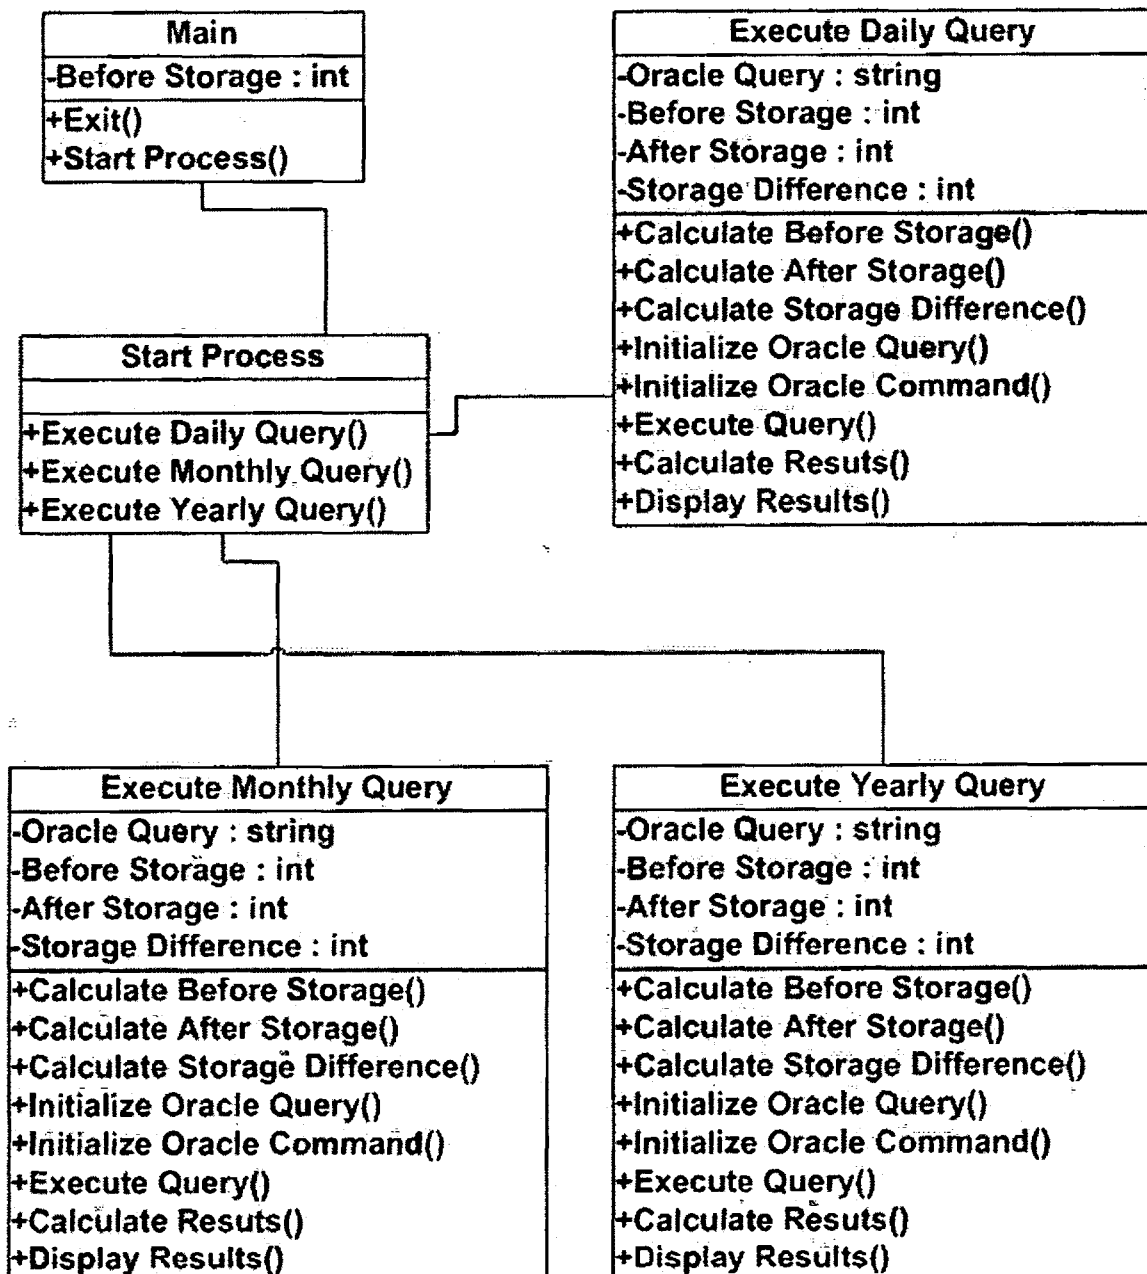 Main
-Before Storage : int
+Exit()
+Start Process()
Execute Daily Query
-Oracle Query : string
-Before Storage : int
-After Storage : int
-Storage Difference : int
+Calculate Before Storage()
+Calculate After Storage()
+Calculate Storage Difference()
+Initialize Oracle Query()
+Initialize Oracle Command()
+Execute Query()
+Calculate Resuts()
+Display Results()
Start Process
+Execute Daily Query()
+Execute Monthly Query()
+Execute Yearly Query()
Execute Monthly Query
-Oracle Query : string
-Before Storage : int
-After Storage : int
-Storage Difference : int
+Calculate Before Storage()
+Calculate After Storage()
+Calculate Storage Difference()
+Initialize Oracle Query()
+Initialize Oracle Command()
+Execute Query()
+Calculate Resuts()
+Display Results()
Execute Yearly Query
-Oracle Query : string
-Before Storage : int
-After Storage : int
-Storage Difference : int
+Calculate Before Storage()
+Calculate After Storage()
+Calculate Storage Difference()
+Initialize Oracle Query()
+Initialize Oracle Command()
+Execute Query()
+Calculate Resuts()
+Display Results()